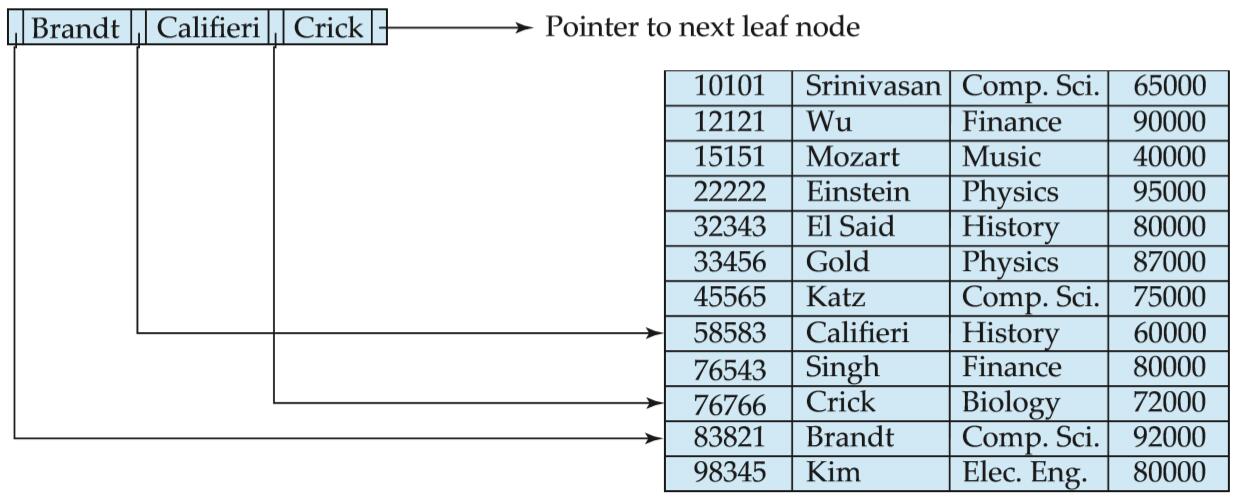 Brandt Califieri Crick Pointer to next leaf node
10101 Srinivasan Comp. Sci. 65000
12121 Wu Finance 90000
15151 Mozart Music 40000
22222 Einstein Physics 95000
32343 El Said History 80000
33456 Gold Physics 87000
45565 Katz Comp. Sci. 75000
58583 Califieri History 60000
76543 Singh Finance 80000
76766 Crick Biology 72000
83821 Brandt Comp. Sci. 92000
98345 Kim Elec. Eng. 80000